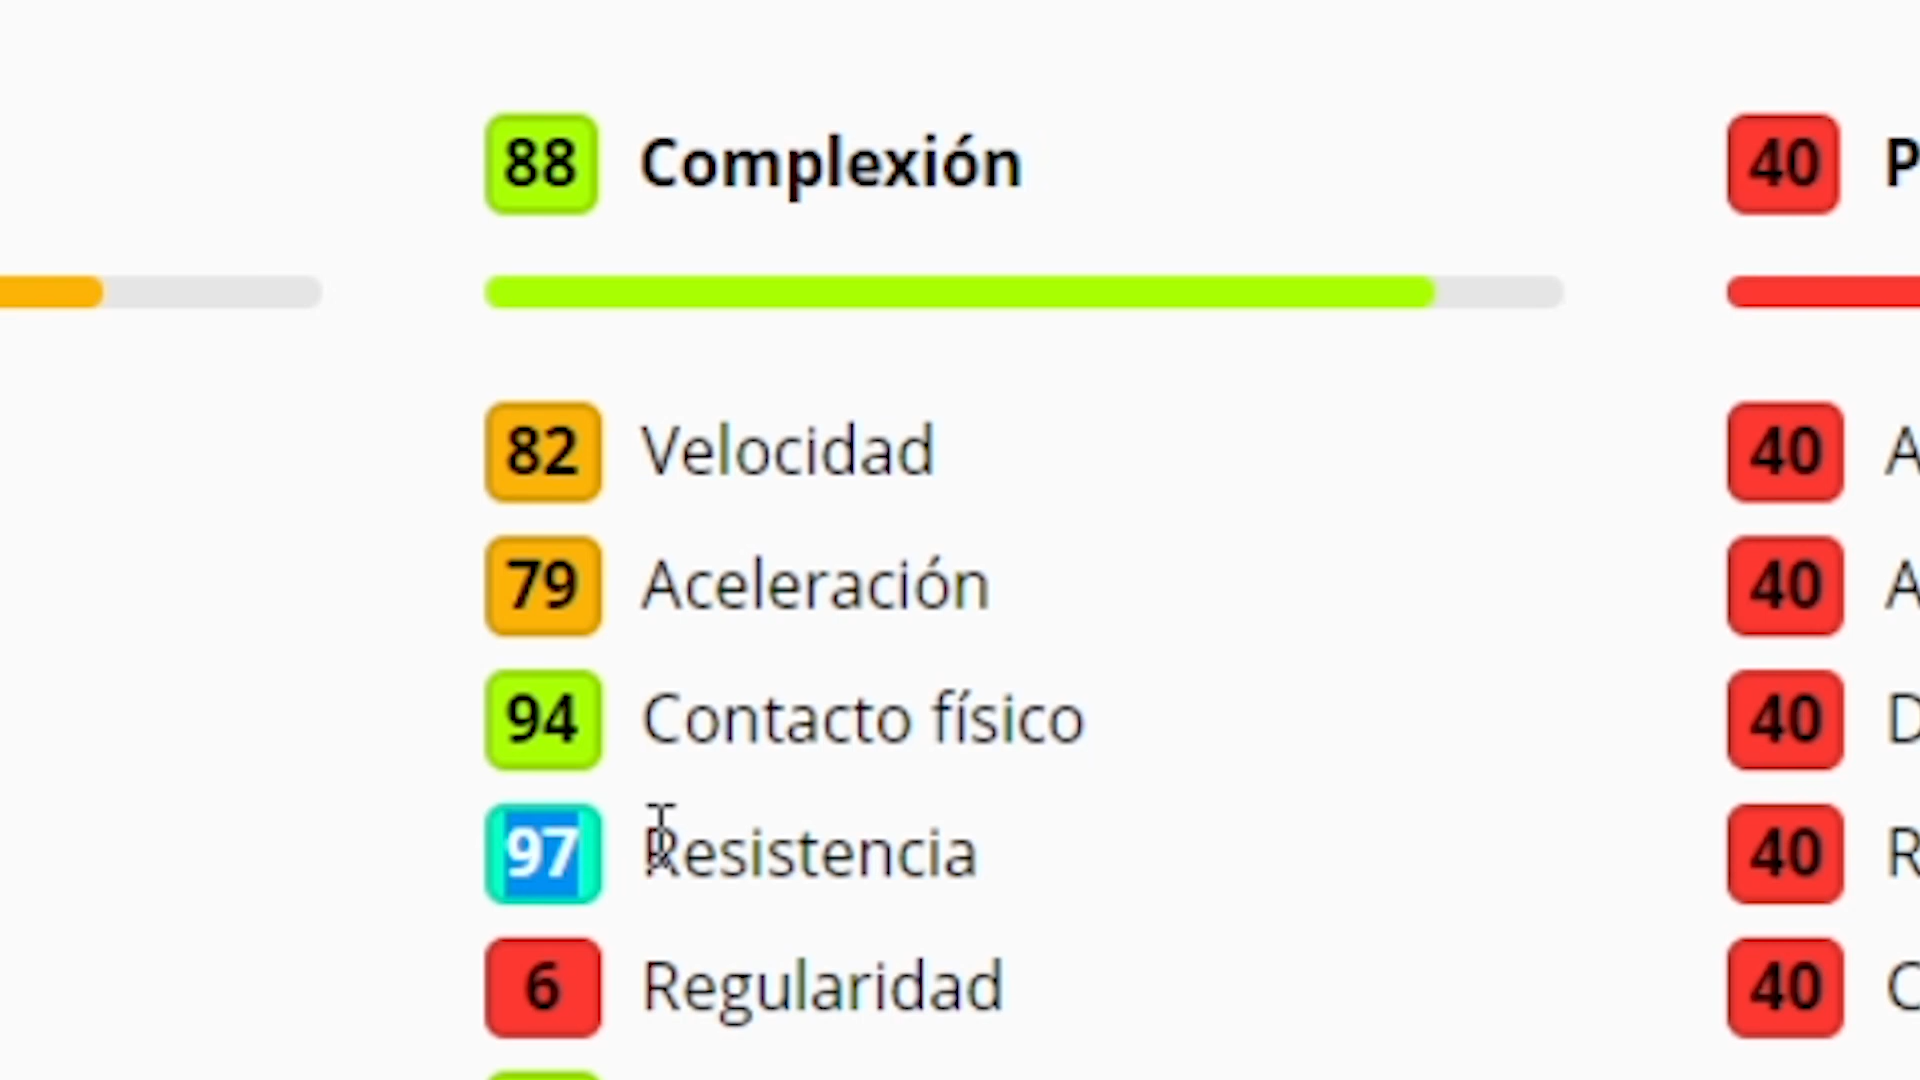 88 Complexión
40 P
82 Velocidad
40 A
79 Aceleración
40 A
94 Contacto físico
40 D
97 Resistencia
40 R
6 Regularidad
40 C